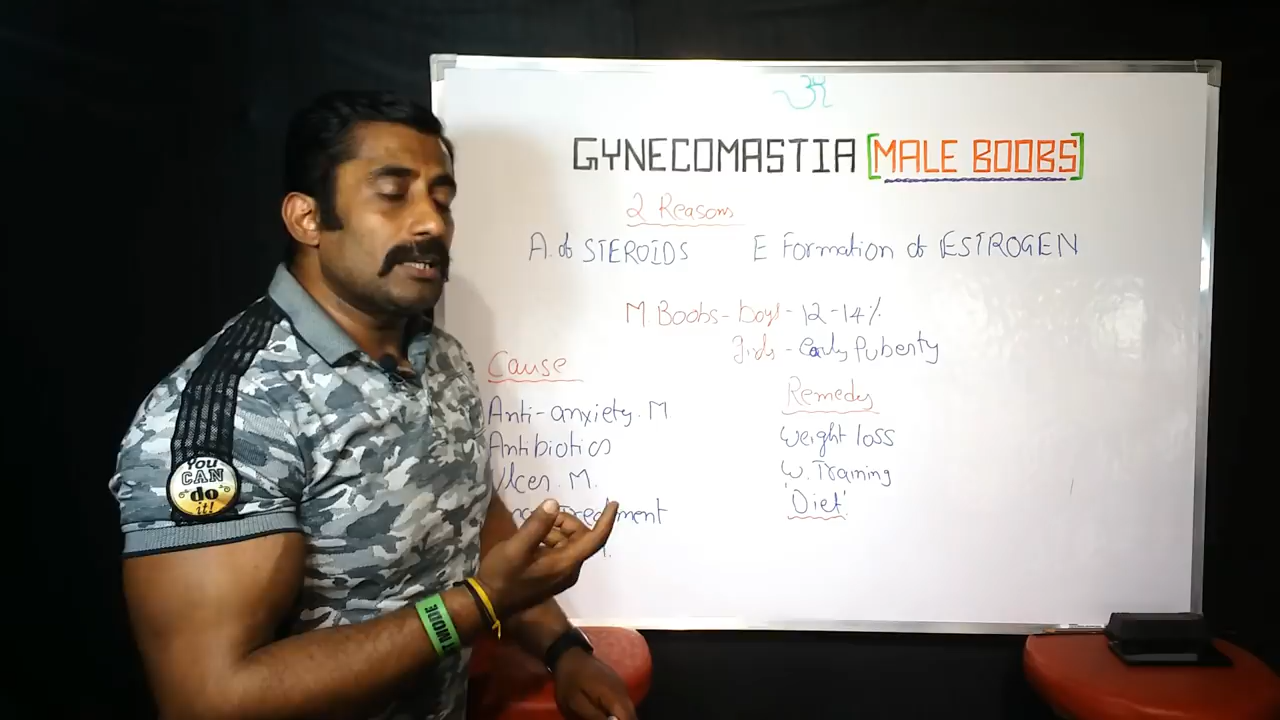 GYNECOMASTIA [MALE BOOBS]
2 Reasons
A. of STEROIDS E Formation of ESTROGEN
M. Boobs - boys - 12 - 14%
girls - Early Puberty
Cause
Anti-anxiety. M
Antibiotics
Ulcer. M.
Treatment
Remedy
Weight loss
W. Training
'Diet'
YOU
CAN
do
it!
MODE